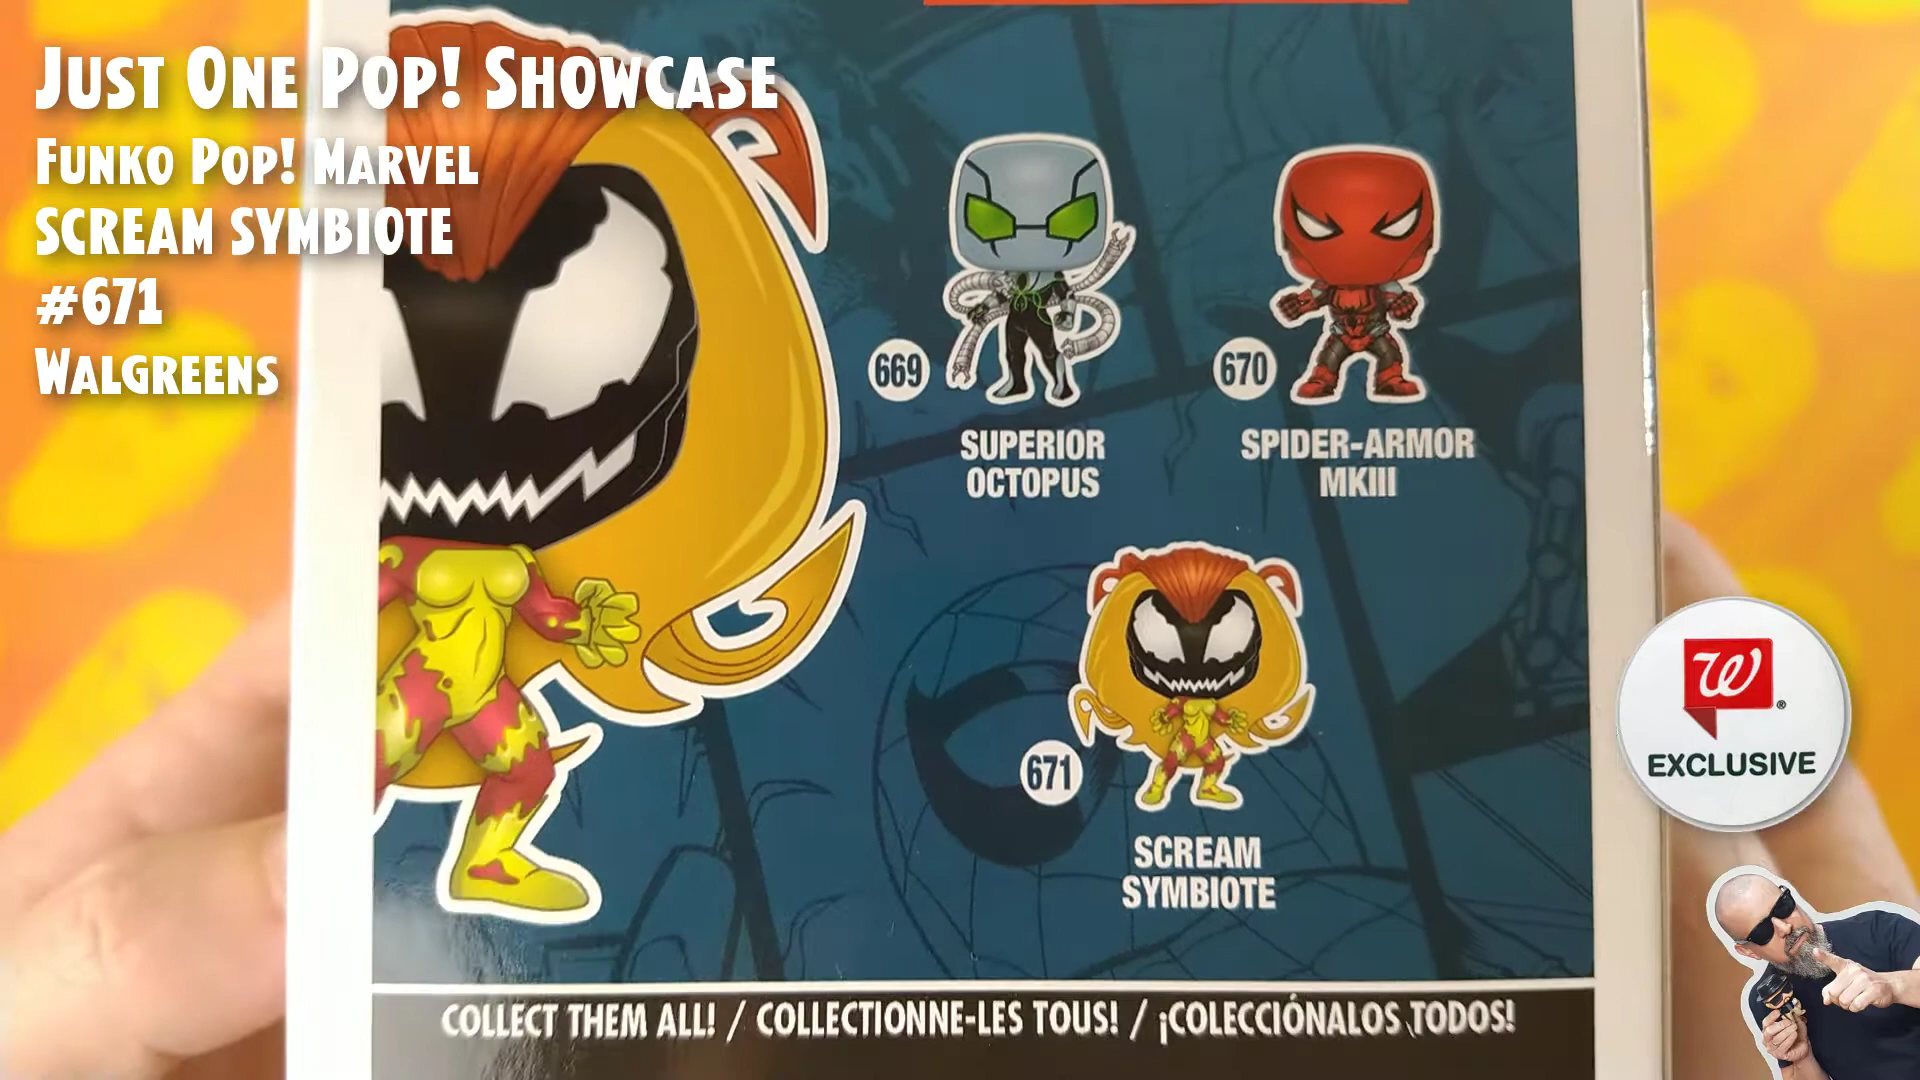 JUST ONE POP! SHOWCASE
FUNKO POP! MARVEL
SCREAM SYMBIOTE
#671
WALGREENS
669
SUPERIOR
OCTOPUS
670
SPIDER-ARMOR
MKIII
671
SCREAM
SYMBIOTE
W®
EXCLUSIVE
COLLECT THEM ALL! / COLLECTIONNE-LES TOUS! / ¡COLECCIÓNALOS TODOS!